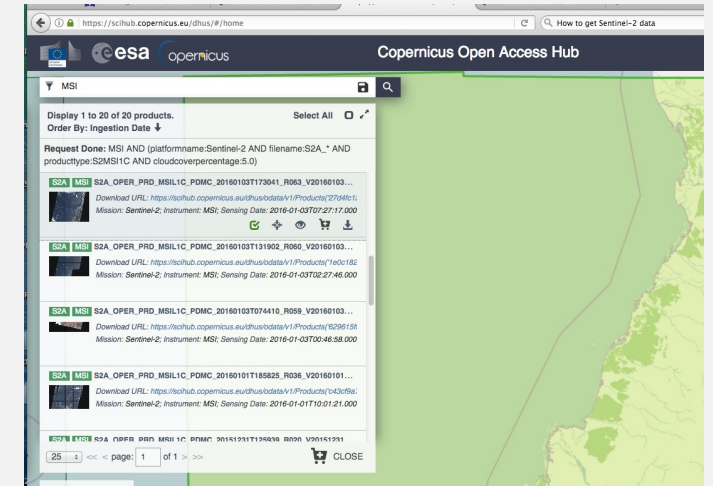 https://scihub.copernicus.eu/dhus/#/home
How to get Sentinel-2 data
esa opernicus
Copernicus Open Access Hub
MSI
Display 1 to 20 of 20 products.
Select All
Order By: Ingestion Date
Request Done: MSI AND (platformname:Sentinel-2 AND filename:S2A_* AND
producttype:S2MSI1C AND cloudcoverpercentage:5.0)
S2A MSI S2A_OPER_PRD_MSIL1C_PDMC_20160103T173041_R063_V20160103...
Download URL: https://scihub.copernicus.eu/dhus/odata/v1/Products('27d4fc1
Mission: Sentinel-2; Instrument: MSI; Sensing Date: 2016-01-03T07:27:17.000
S2A MSI S2A_OPER_PRD_MSIL1C_PDMC_20160103T131902_R060_V20160103...
Download URL: https://scihub.copernicus.eu/dhus/odata/v1/Products('1e0c182
Mission: Sentinel-2; Instrument: MSI; Sensing Date: 2016-01-03T02:27:46.000
S2A MSI S2A_OPER_PRD_MSIL1C_PDMC_20160103T074410_R059_V20160103...
Download URL: https://scihub.copernicus.eu/dhus/odata/v1/Products('629615f
Mission: Sentinel-2; Instrument: MSI; Sensing Date: 2016-01-03T00:46:58.000
S2A MSI S2A_OPER_PRD_MSIL1C_PDMC_20160101T185825_R036_V20160101...
Download URL: https://scihub.copernicus.eu/dhus/odata/v1/Products('c43cf9a
Mission: Sentinel-2; Instrument: MSI; Sensing Date: 2016-01-01T10:01:21.000
S2A MSI S2A_OPER_PRD_MSIL1C_PDMC_20151231T125939_R020_V20151231
25 << < page: 1 of 1 > >>
CLOSE